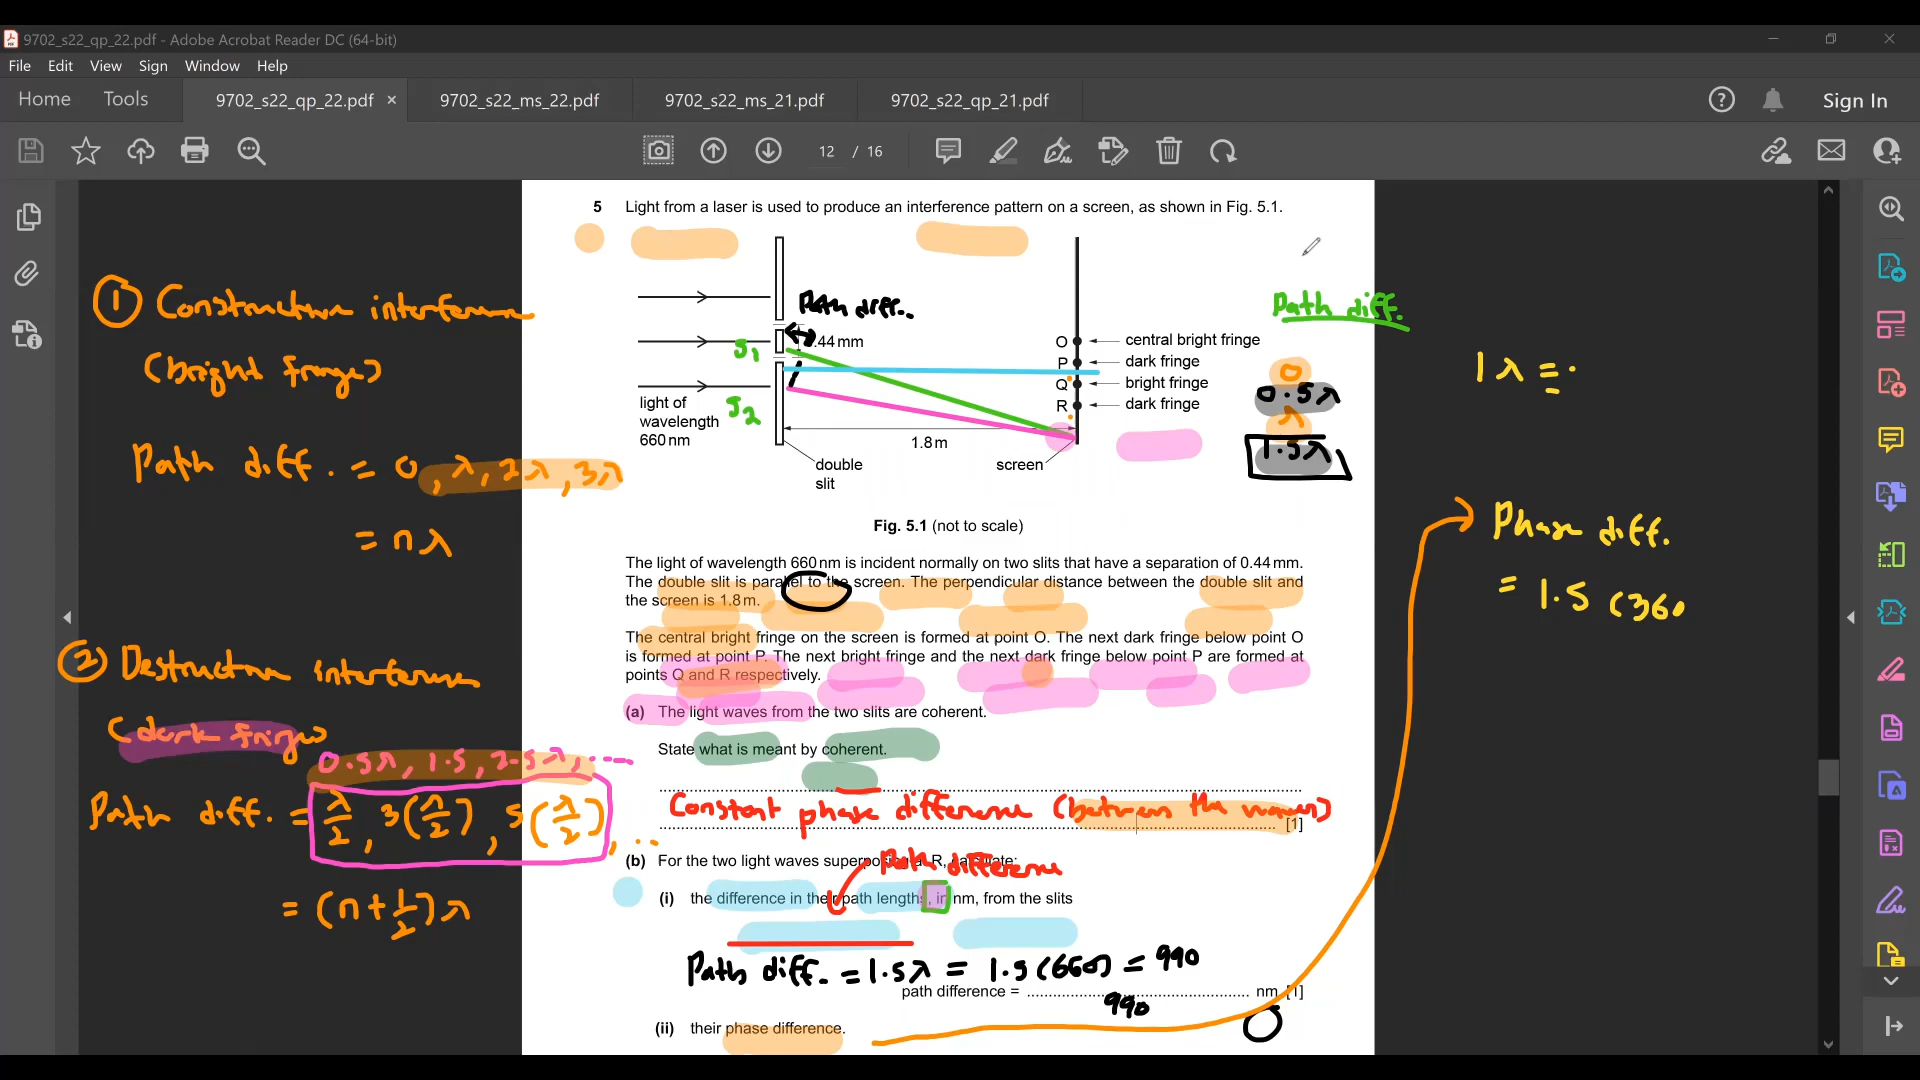 9702_s22_qp_22.pdf - Adobe Acrobat Reader DC (64-bit)
File Edit View Sign Window Help
Home Tools 9702_s22_qp_22.pdf × 9702_s22_ms_22.pdf 9702_s22_ms_21.pdf 9702_s22_qp_21.pdf Sign In
12 / 16
5 Light from a laser is used to produce an interference pattern on a screen, as shown in Fig. 5.1.
Path diff.
.44 mm
S1
S2
light of
wavelength
660 nm
O central bright fringe
P dark fringe
Q bright fringe
R dark fringe
1.8 m
double
slit
screen
Path diff.
0
0.5λ
λ
1.5λ
1λ =
Fig. 5.1 (not to scale)
The light of wavelength 660 nm is incident normally on two slits that have a separation of 0.44 mm.
The double slit is parallel to the screen. The perpendicular distance between the double slit and
the screen is 1.8 m.
The central bright fringe on the screen is formed at point O. The next dark fringe below point O
is formed at point P. The next bright fringe and the next dark fringe below point P are formed at
points Q and R respectively.
(a) The light waves from the two slits are coherent.
State what is meant by coherent.
Constant phase difference (between the waves)
[1]
(b) For the two light waves superposing at R, calculate:
Path difference
(i) the difference in their path lengths, in nm, from the slits
Path diff. = 1.5λ = 1.5(660) = 990
path difference = 990 nm [1]
(ii) their phase difference.
① Constructive interference
(bright fringe)
Path diff. = 0, λ, 2λ, 3λ
= nλ
② Destructive interference
(dark fringe)
0.5λ, 1.5, 2.5λ, ...
Path diff. = λ/2, 3(λ/2), 5(λ/2), ...
= (n+1/2)λ
Phase diff.
= 1.5 (360